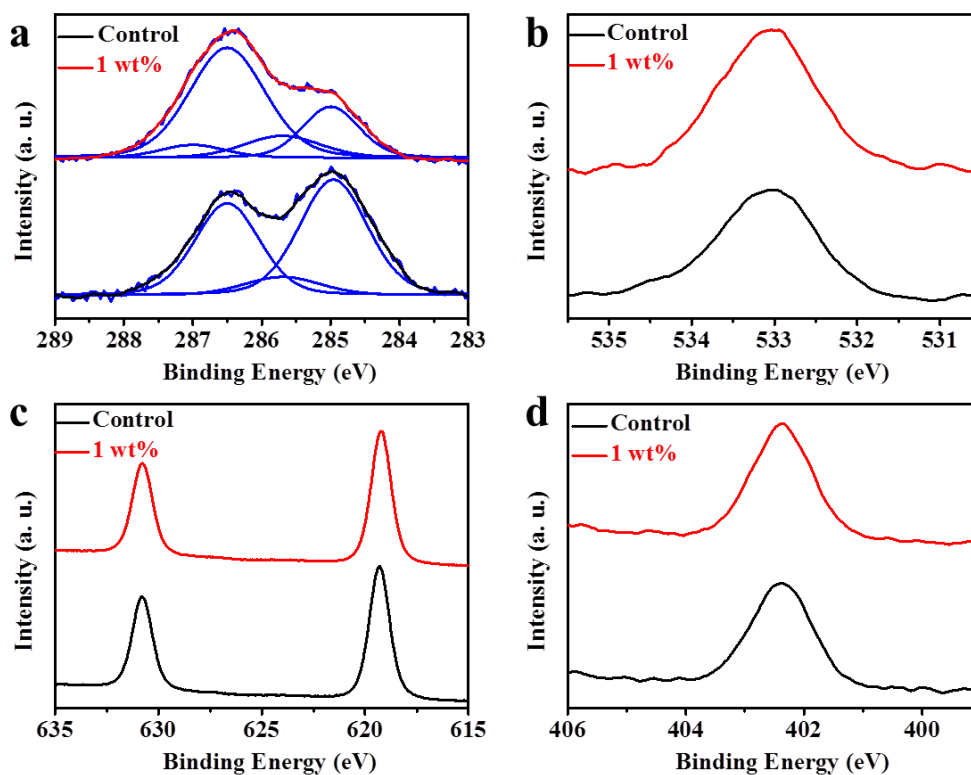 a
Control
1 wt%
Intensity (a. u.)
289 288 287 286 285 284 283
Binding Energy (eV)
b
Control
1 wt%
Intensity (a. u.)
535 534 533 532 531
Binding Energy (eV)
c
Control
1 wt%
Intensity (a. u.)
635 630 625 620 615
Binding Energy (eV)
d
Control
1 wt%
Intensity (a. u.)
406 404 402 400
Binding Energy (eV)